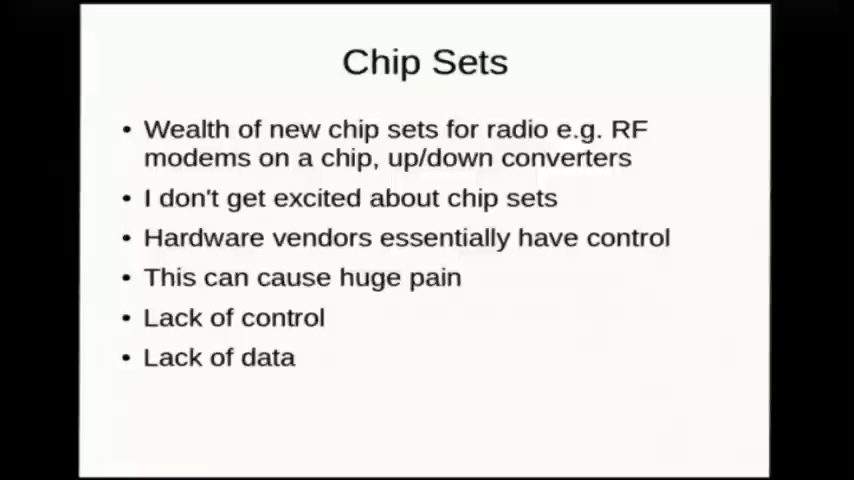 Chip Sets
• Wealth of new chip sets for radio e.g. RF
modems on a chip, up/down converters
• I don't get excited about chip sets
• Hardware vendors essentially have control
• This can cause huge pain
• Lack of control
• Lack of data